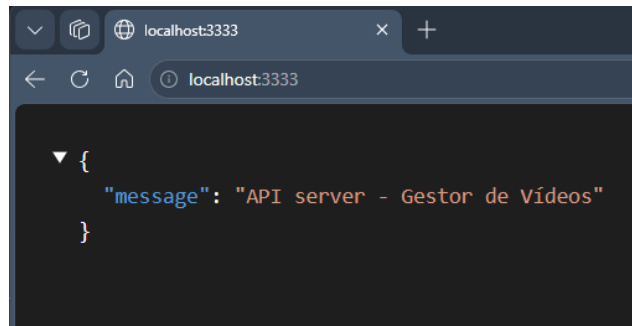 localhost:3333
localhost:3333
{
"message": "API server - Gestor de Vídeos"
}